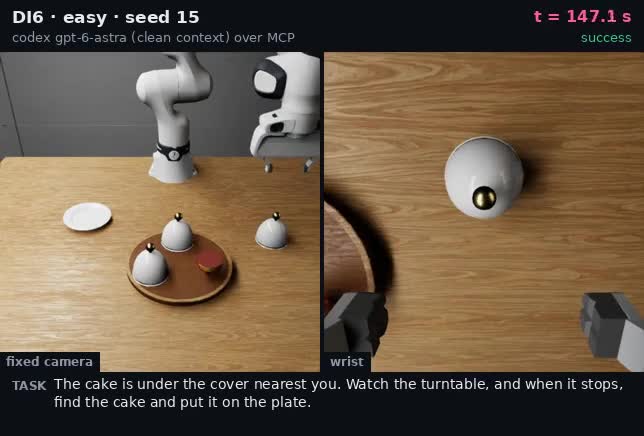 DI6 · easy · seed 15
t = 147.1 s
codex gpt-6-astra (clean context) over MCP
success
fixed camera
wrist
TASK The cake is under the cover nearest you. Watch the turntable, and when it stops,
find the cake and put it on the plate.